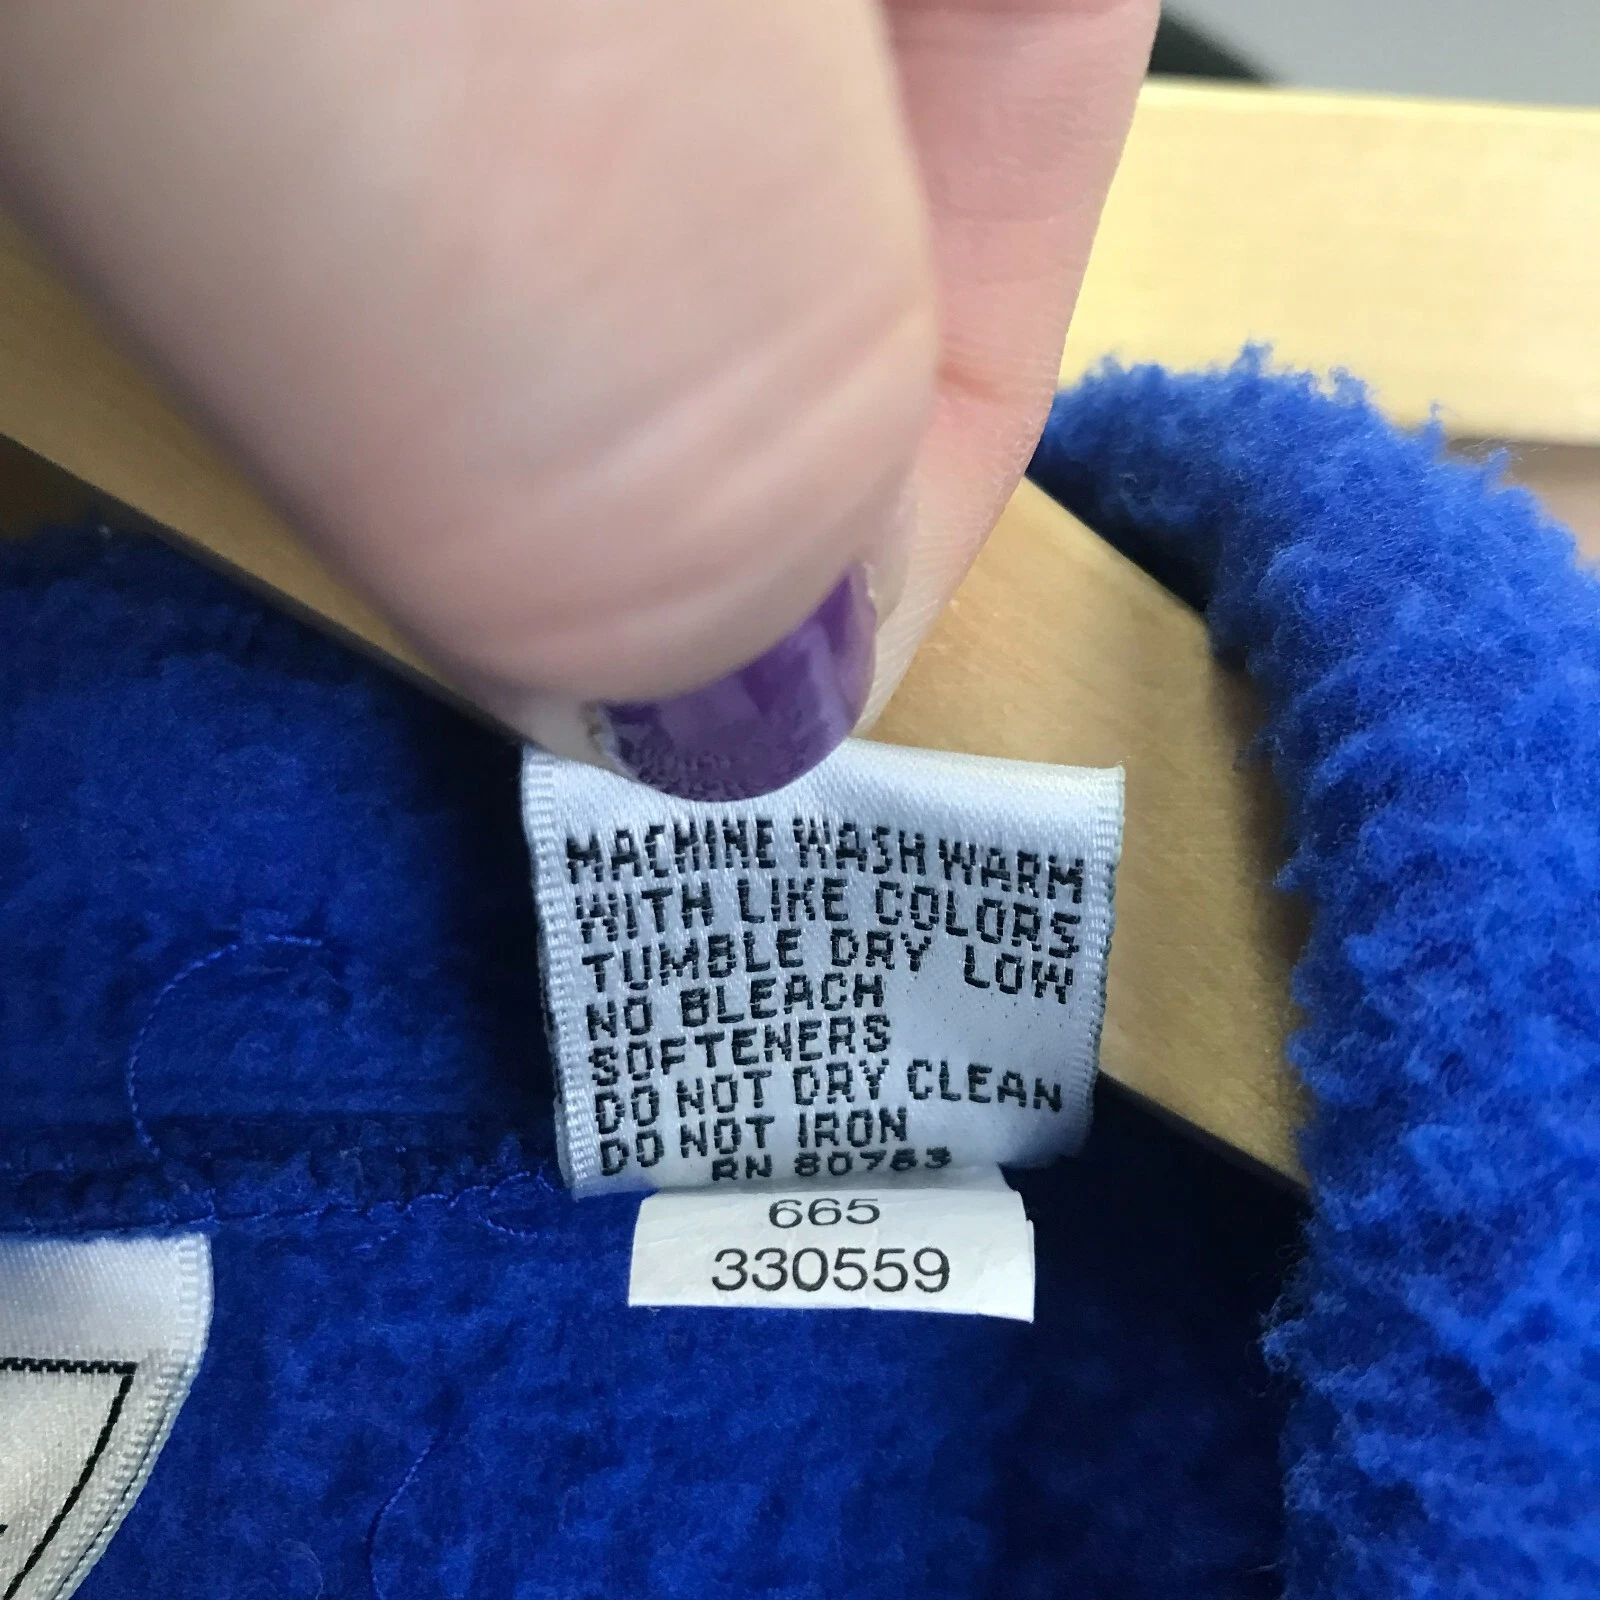 MACHINE WASH WARM
WITH LIKE COLORS
TUMBLE DRY LOW
NO BLEACH
SOFTENERS
DO NOT DRY CLEAN
DO NOT IRON
RN 80763
665
330559